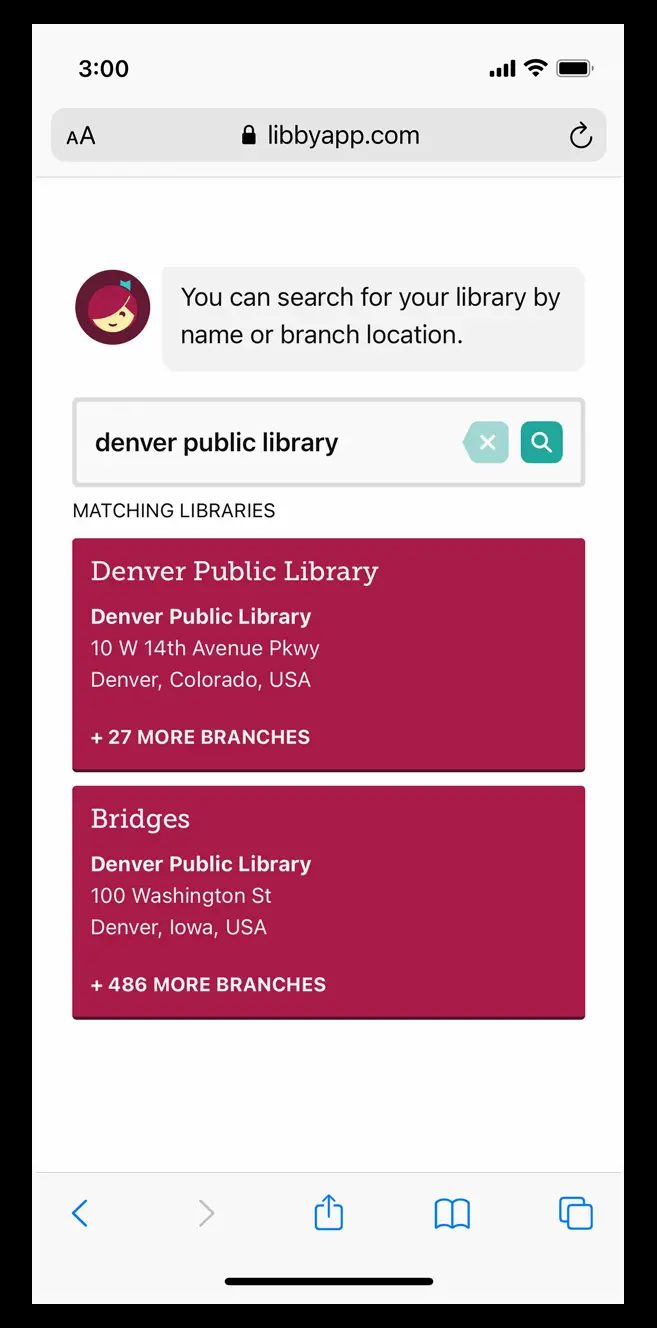 3:00
AA
libbyapp.com
You can search for your library by
name or branch location.
denver public library
MATCHING LIBRARIES
Denver Public Library
Denver Public Library
10 W 14th Avenue Pkwy
Denver, Colorado, USA
+ 27 MORE BRANCHES
Bridges
Denver Public Library
100 Washington St
Denver, Iowa, USA
+ 486 MORE BRANCHES